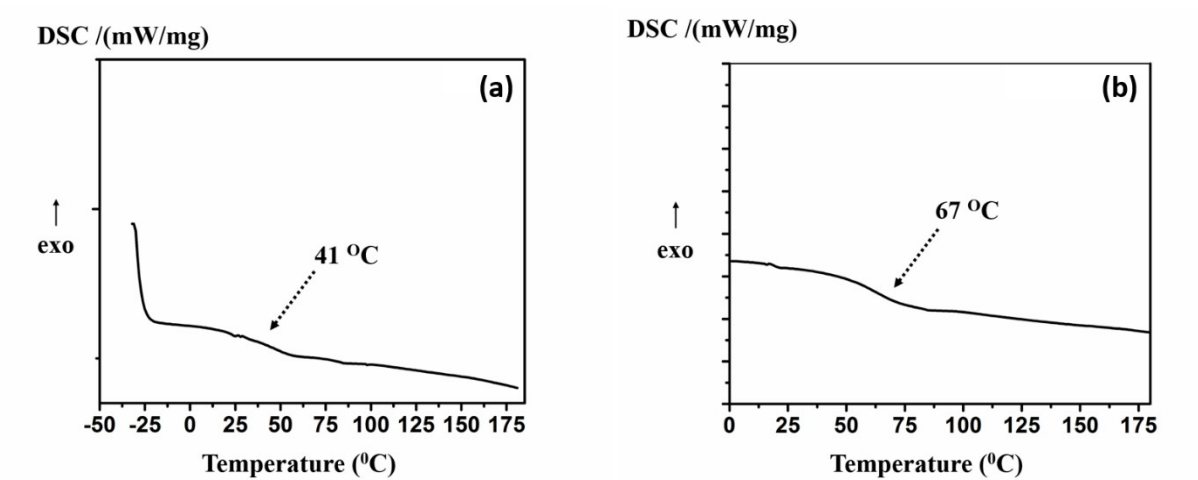 DSC /(mW/mg)
(a)
↑
exo
41 ᴼC
-50 -25 0 25 50 75 100 125 150 175
Temperature (⁰C)
DSC /(mW/mg)
(b)
↑
exo
67 ᴼC
0 25 50 75 100 125 150 175
Temperature (⁰C)